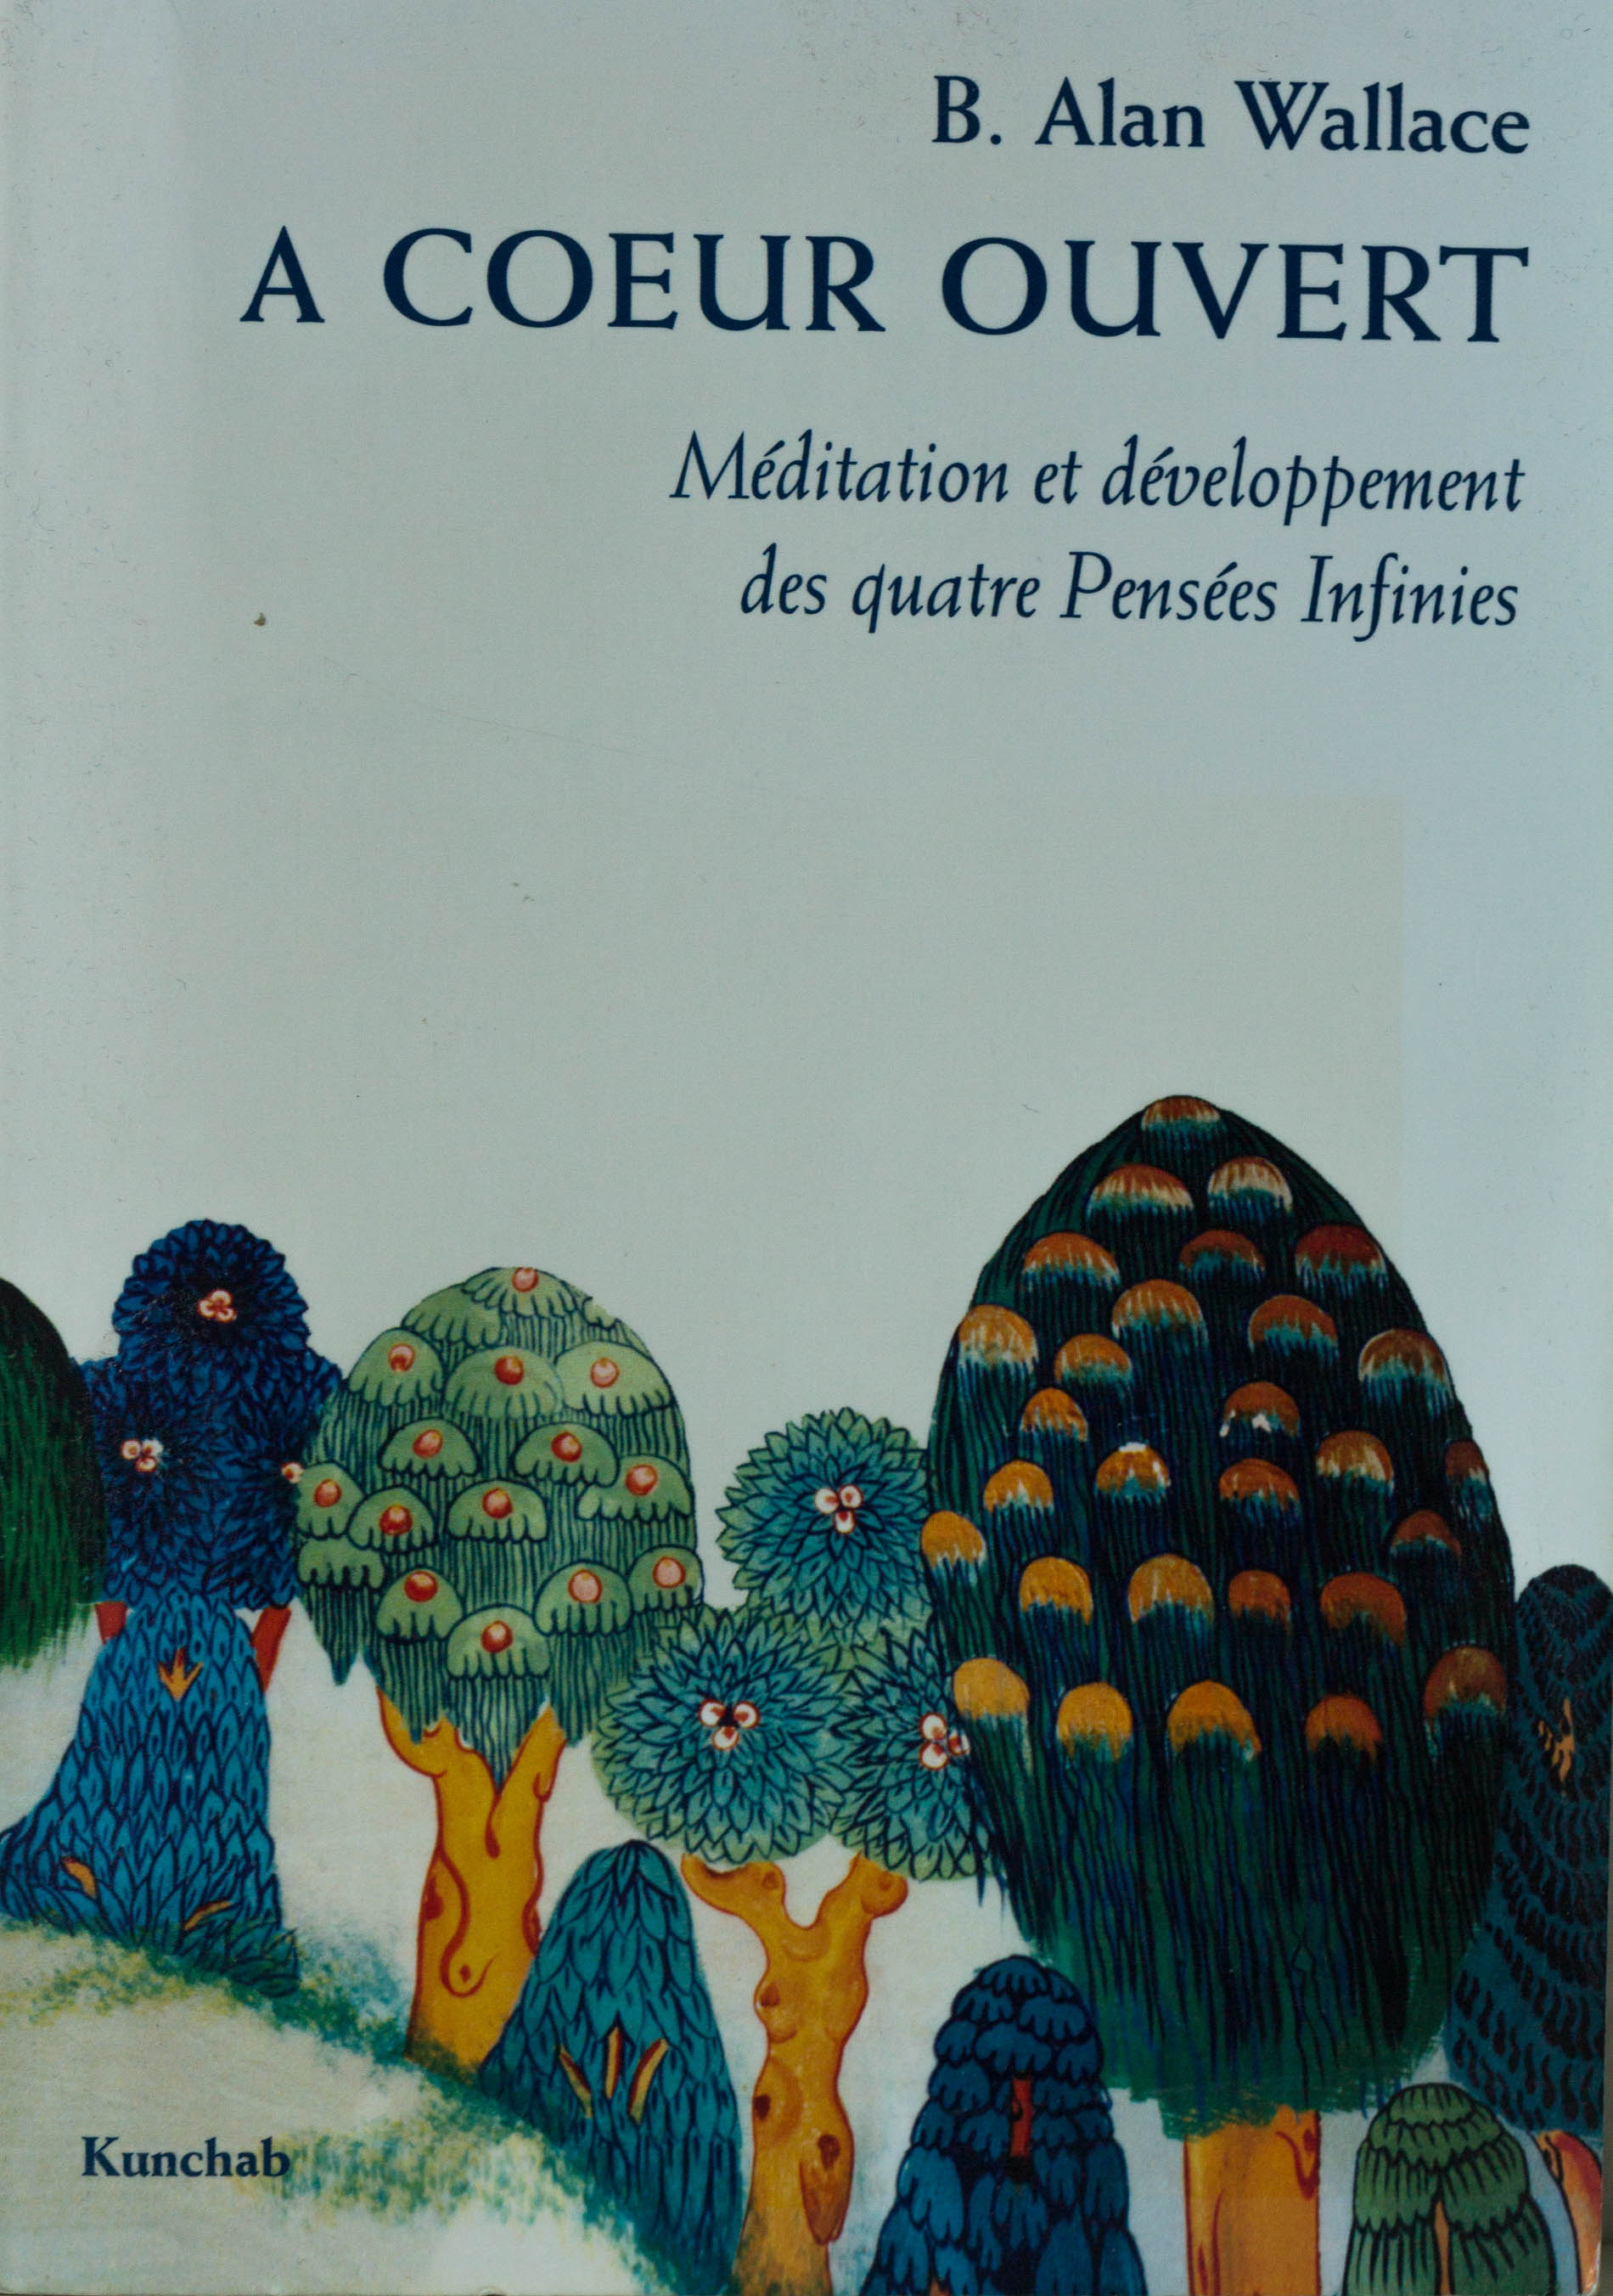 B. Alan Wallace
A COEUR OUVERT
Méditation et développement
des quatre Pensées Infinies
Kunchab